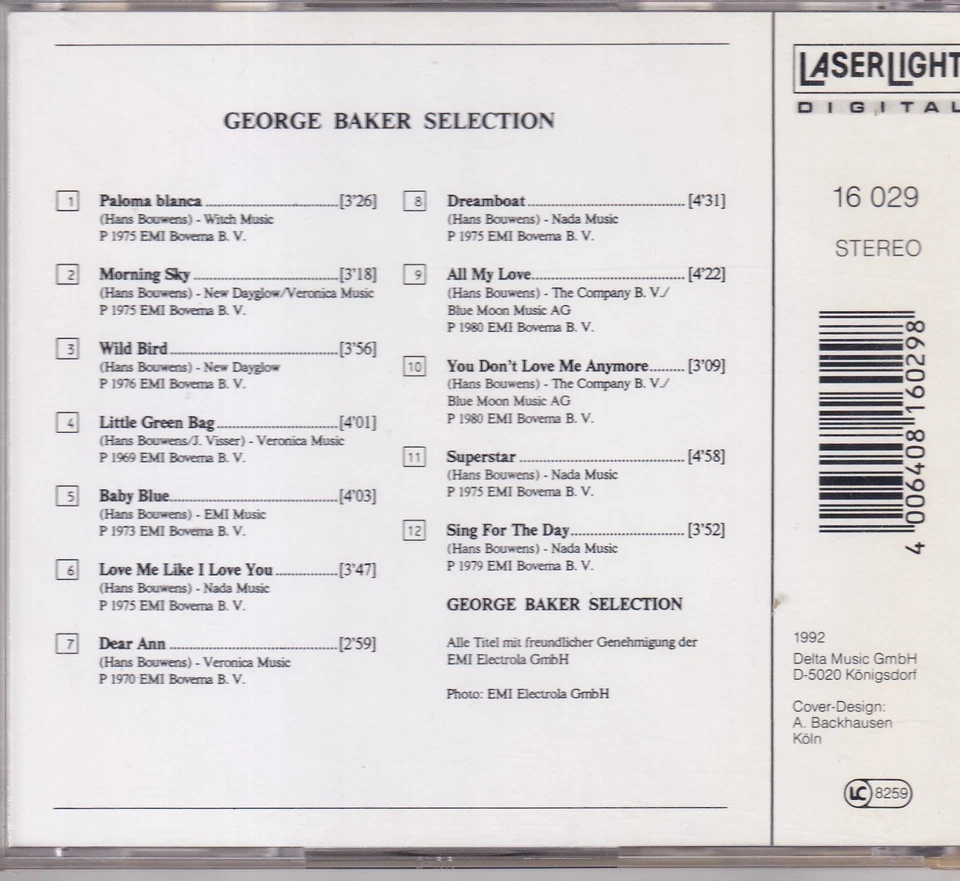 GEORGE BAKER SELECTION
1 Paloma blanca [3'26]
(Hans Bouwens) - Witch Music
P 1975 EMI Bovema B. V.
2 Morning Sky [3'18]
(Hans Bouwens) - New Dayglow/Veronica Music
P 1975 EMI Bovema B. V.
3 Wild Bird [3'56]
(Hans Bouwens) - New Dayglow
P 1976 EMI Bovema B. V.
4 Little Green Bag [4'01]
(Hans Bouwens/J. Visser) - Veronica Music
P 1969 EMI Bovema B. V.
5 Baby Blue [4'03]
(Hans Bouwens) - EMI Music
P 1973 EMI Bovema B. V.
6 Love Me Like I Love You [3'47]
(Hans Bouwens) - Nada Music
P 1975 EMI Bovema B. V.
7 Dear Ann [2'59]
(Hans Bouwens) - Veronica Music
P 1970 EMI Bovema B. V.
8 Dreamboat [4'31]
(Hans Bouwens) - Nada Music
P 1975 EMI Bovema B. V.
9 All My Love [4'22]
(Hans Bouwens) - The Company B. V./
Blue Moon Music AG
P 1980 EMI Bovema B. V.
10 You Don't Love Me Anymore [3'09]
(Hans Bouwens) - The Company B. V./
Blue Moon Music AG
P 1980 EMI Bovema B. V.
11 Superstar [4'58]
(Hans Bouwens) - Nada Music
P 1975 EMI Bovema B. V.
12 Sing For The Day [3'52]
(Hans Bouwens) - Nada Music
P 1979 EMI Bovema B. V.
GEORGE BAKER SELECTION
Alle Titel mit freundlicher Genehmigung der
EMI Electrola GmbH
Photo: EMI Electrola GmbH
LASERLIGHT
DIGITAL
16 029
STEREO
4 006408 160298
1992
Delta Music GmbH
D-5020 Königsdorf
Cover-Design:
A. Backhausen
Köln
LC 8259